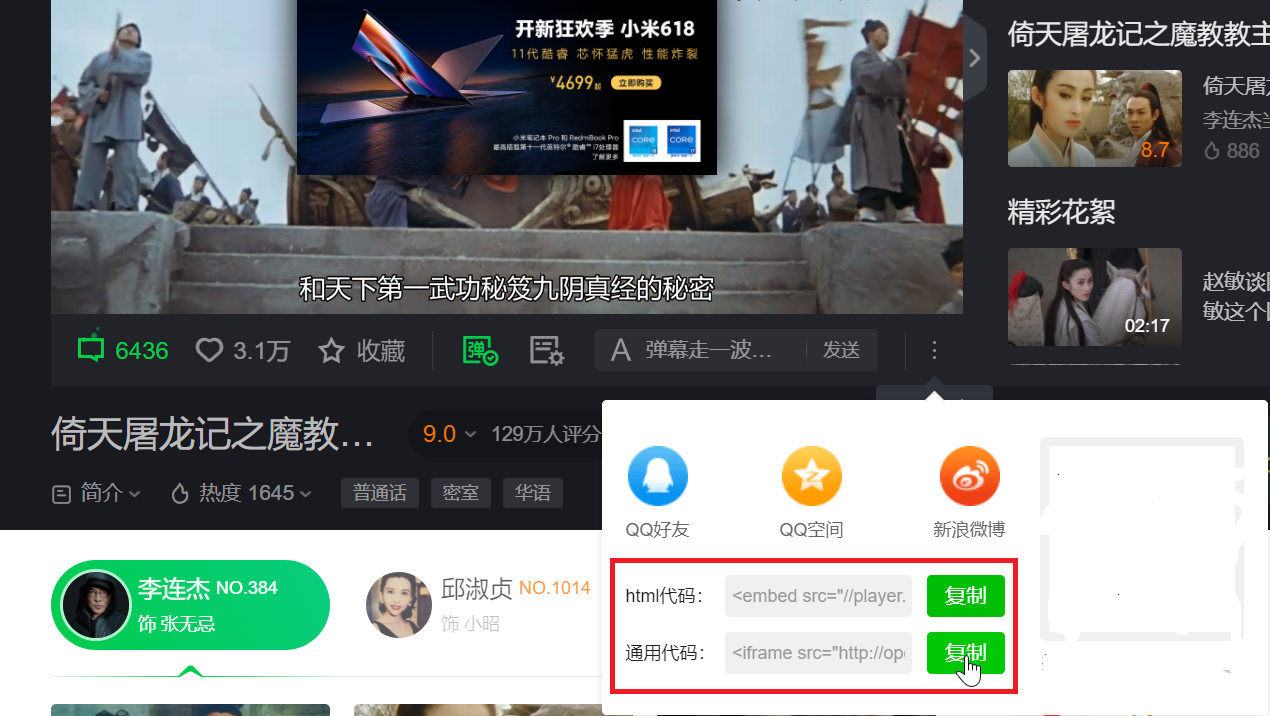 开新狂欢季 小米618
11代酷睿 芯怀猛虎 性能炸裂
¥4699起 立即购买
小米笔记本 Pro 和 RedmiBook Pro
最高搭载第十一代英特尔® 酷睿™ i7处理器
了解更多
intel CORE i5
intel CORE i7
和天下第一武功秘笈九阴真经的秘密
倚天屠龙记之魔教教主
倚天屠
李连杰
8.7
886
精彩花絮
赵敏谈
敏这个
02:17
6436
3.1万
收藏
弹
A 弹幕走一波… 发送
倚天屠龙记之魔教…
9.0 129万人评分
简介
热度 1645
普通话 密室 华语
QQ好友 QQ空间 新浪微博
html代码： <embed src="//player. 复制
通用代码： <iframe src="http://ope 复制
李连杰 NO.384
饰 张无忌
邱淑贞 NO.1014
饰 小昭